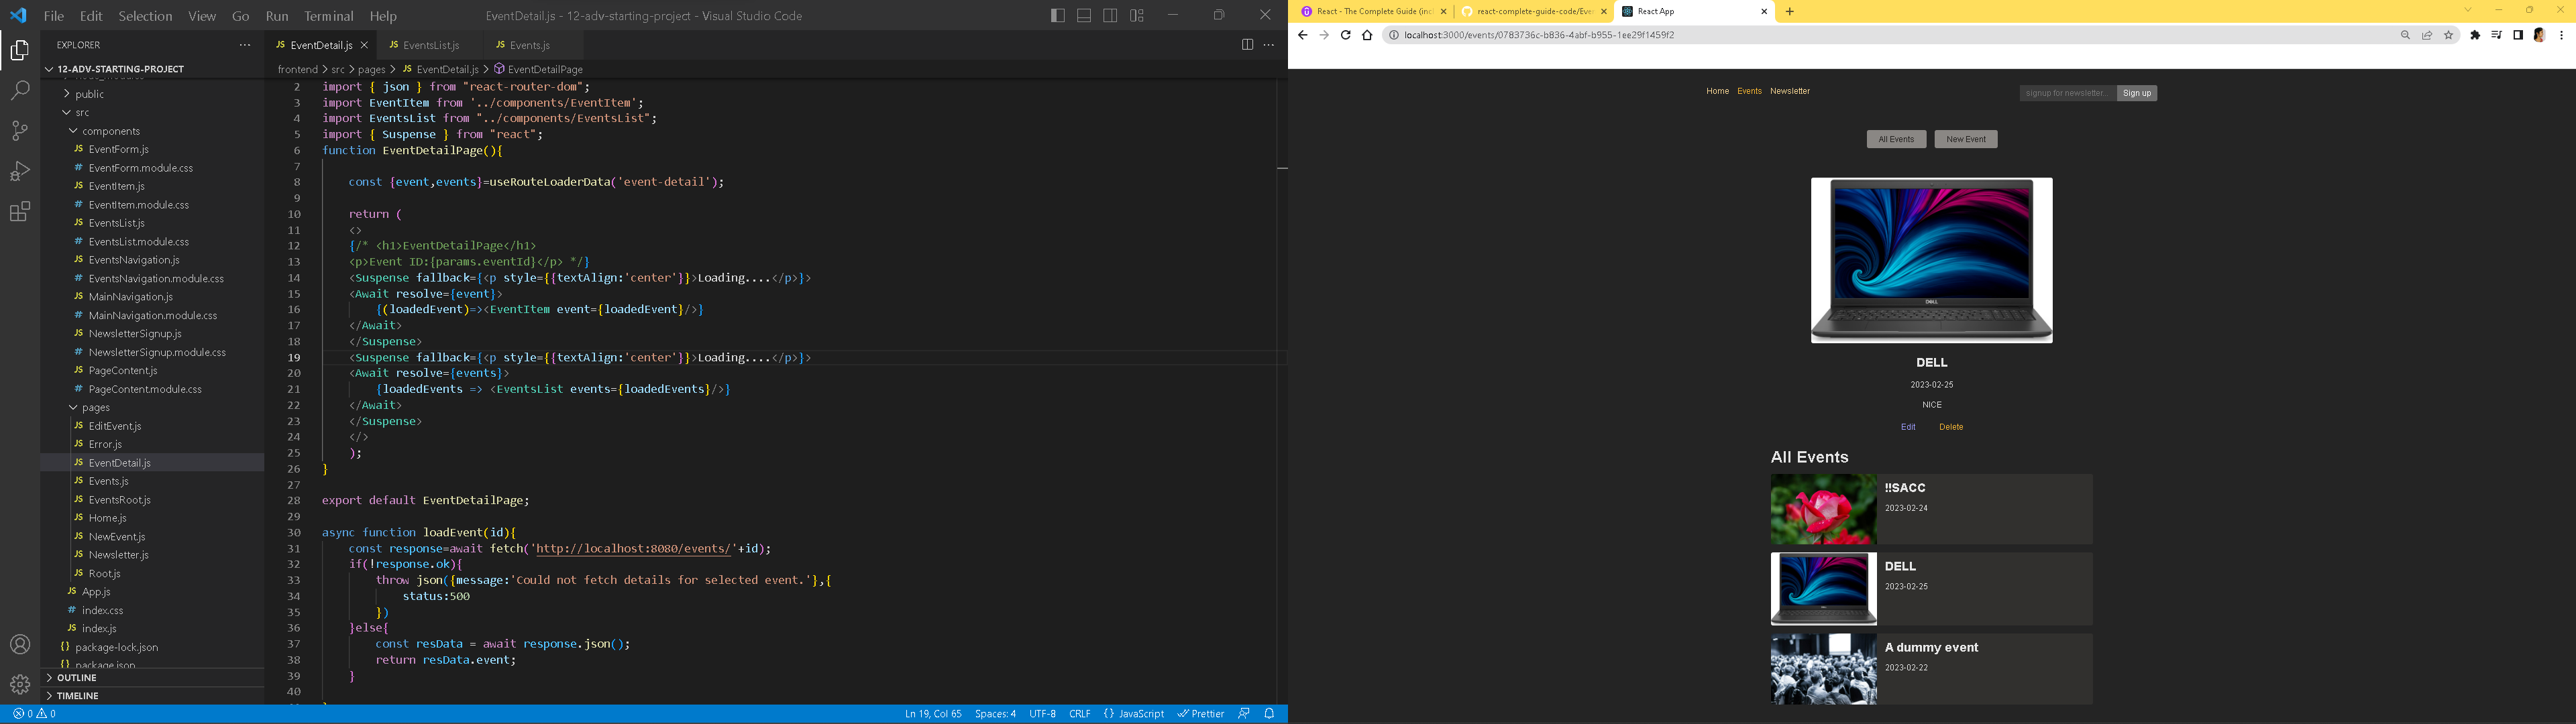 File Edit Selection View Go Run Terminal Help
EventDetail.js - 12-adv-starting-project - Visual Studio Code
EXPLORER
12-ADV-STARTING-PROJECT
public
src
components
JS EventForm.js
# EventForm.module.css
JS EventItem.js
# EventItem.module.css
JS EventsList.js
# EventsList.module.css
JS EventsNavigation.js
# EventsNavigation.module.css
JS MainNavigation.js
# MainNavigation.module.css
JS NewsletterSignup.js
# NewsletterSignup.module.css
JS PageContent.js
# PageContent.module.css
pages
JS EditEvent.js
JS Error.js
JS EventDetail.js
JS Events.js
JS EventsRoot.js
JS Home.js
JS NewEvent.js
JS Newsletter.js
JS Root.js
JS App.js
# index.css
JS index.js
{} package-lock.json
{} package.json
OUTLINE
TIMELINE
JS EventDetail.js JS EventsList.js JS Events.js
frontend > src > pages > JS EventDetail.js > EventDetailPage
2 import { json } from "react-router-dom";
3 import EventItem from '../components/EventItem';
4 import EventsList from "../components/EventsList";
5 import { Suspense } from "react";
6 function EventDetailPage(){
7
8 const {event,events}=useRouteLoaderData('event-detail');
9
10 return (
11 <>
12 {/* <h1>EventDetailPage</h1>
13 <p>Event ID:{params.eventId}</p> */}
14 <Suspense fallback={<p style={{textAlign:'center'}}>Loading....</p>}>
15 <Await resolve={event}>
16 {(loadedEvent)=><EventItem event={loadedEvent}/>}
17 </Await>
18 </Suspense>
19 <Suspense fallback={<p style={{textAlign:'center'}}>Loading....</p>}>
20 <Await resolve={events}>
21 {loadedEvents => <EventsList events={loadedEvents}/>}
22 </Await>
23 </Suspense>
24 </>
25 );
26 }
27
28 export default EventDetailPage;
29
30 async function loadEvent(id){
31 const response=await fetch('http://localhost:8080/events/'+id);
32 if(!response.ok){
33 throw json({message:'Could not fetch details for selected event.'},{
34 status:500
35 })
36 }else{
37 const resData = await response.json();
38 return resData.event;
39 }
40
0 0
Ln 19, Col 65 Spaces: 4 UTF-8 CRLF {} JavaScript Prettier
React - The Complete Guide (incl
react-complete-guide-code/Eve
React App
localhost:3000/events/0783736c-b836-4abf-b955-1ee29f1459f2
Home Events Newsletter
signup for newsletter... Sign up
All Events New Event
DELL
DELL
2023-02-25
NICE
Edit Delete
All Events
!!SACC
2023-02-24
DELL
2023-02-25
A dummy event
2023-02-22